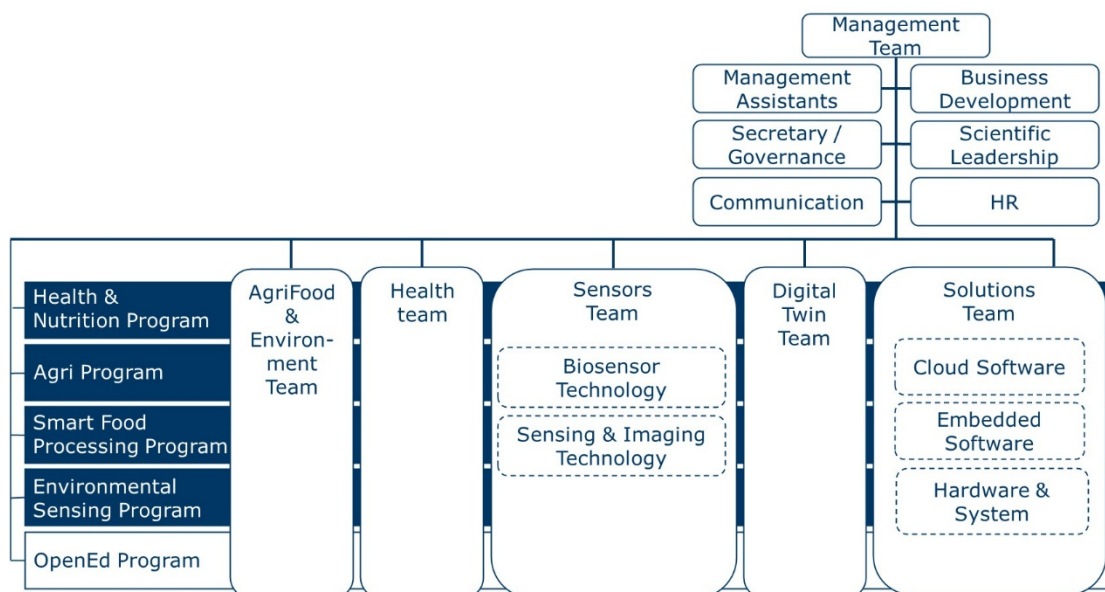 Management
Team
Management
Assistants
Business
Development
Secretary /
Governance
Scientific
Leadership
Communication
HR
Health &
Nutrition Program
Agri Program
Smart Food
Processing Program
Environmental
Sensing Program
OpenEd Program
AgriFood
&
Environ-
ment
Team
Health
team
Sensors
Team
Biosensor
Technology
Sensing & Imaging
Technology
Digital
Twin
Team
Solutions
Team
Cloud Software
Embedded
Software
Hardware &
System